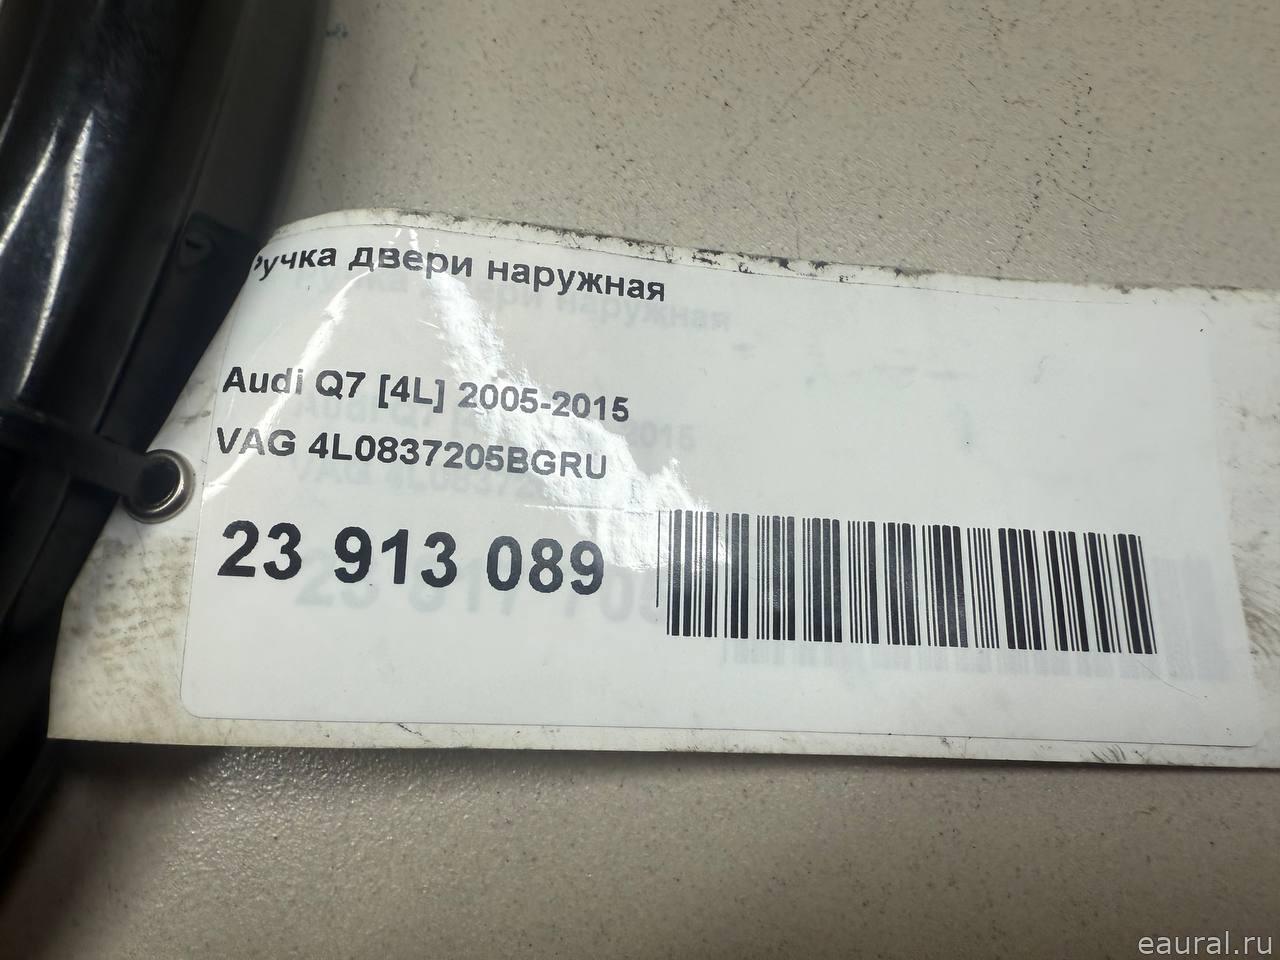 Ручка двери наружная
Audi Q7 [4L] 2005-2015
VAG 4L0837205BGRU
23 913 089
eaural.ru